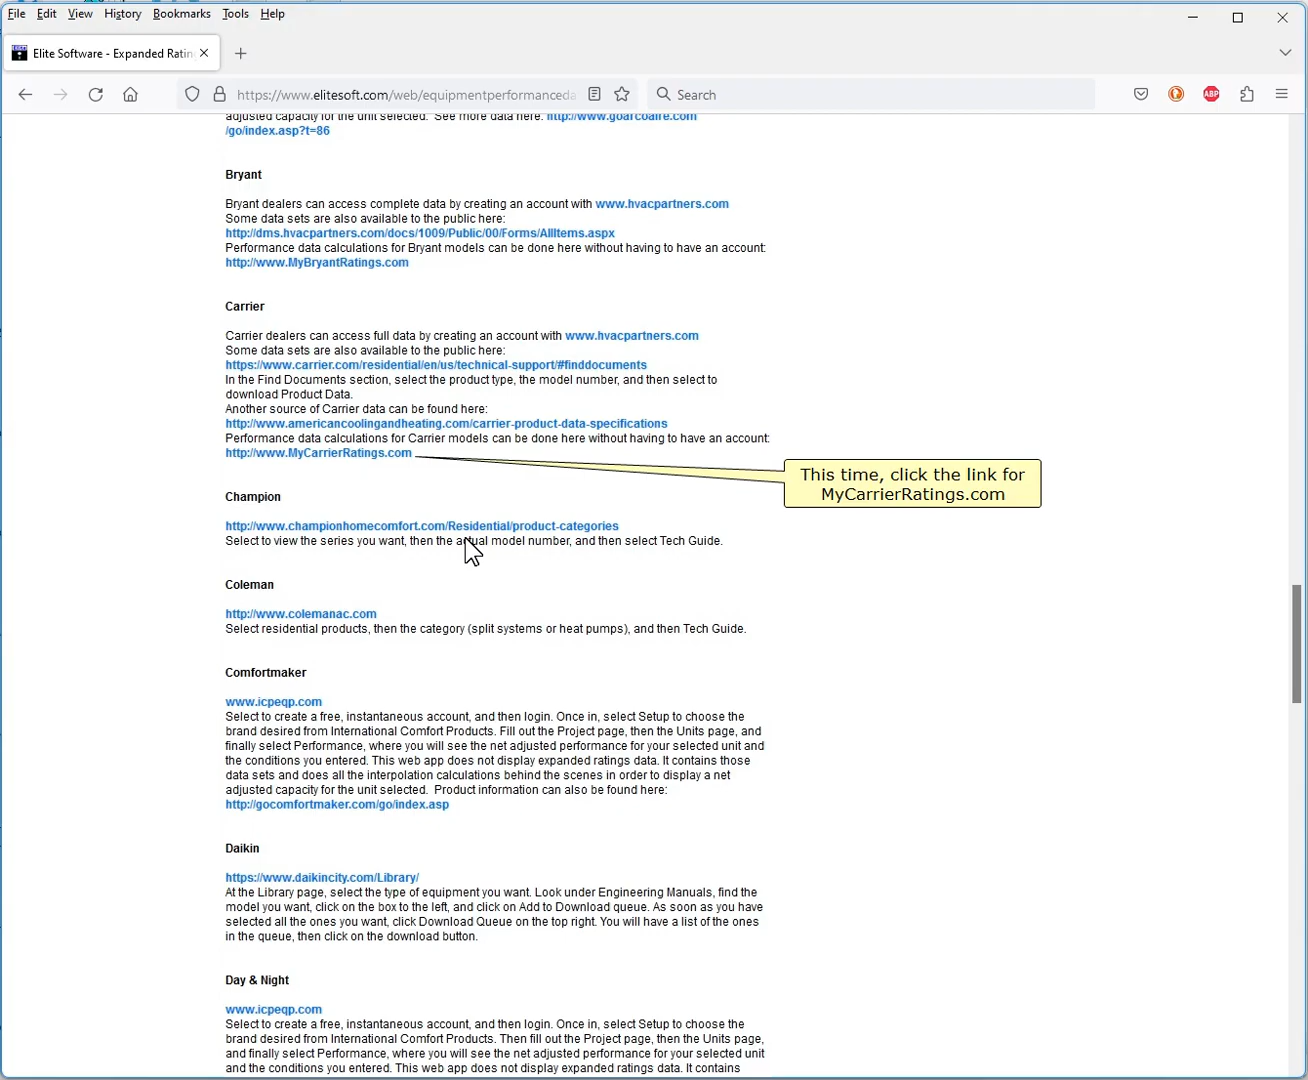 File Edit View History Bookmarks Tools Help
Elite Software - Expanded Ratin
https://www.elitesoft.com/web/equipmentperformanceda
Search
ABP
adjusted capacity for the unit selected. See more data here: http://www.goarcoaire.com
/go/index.asp?t=86
Bryant
Bryant dealers can access complete data by creating an account with www.hvacpartners.com
Some data sets are also available to the public here:
http://dms.hvacpartners.com/docs/1009/Public/00/Forms/AllItems.aspx
Performance data calculations for Bryant models can be done here without having to have an account:
http://www.MyBryantRatings.com
Carrier
Carrier dealers can access full data by creating an account with www.hvacpartners.com
Some data sets are also available to the public here:
https://www.carrier.com/residential/en/us/technical-support/#finddocuments
In the Find Documents section, select the product type, the model number, and then select to
download Product Data.
Another source of Carrier data can be found here:
http://www.americancoolingandheating.com/carrier-product-data-specifications
Performance data calculations for Carrier models can be done here without having to have an account:
http://www.MyCarrierRatings.com
This time, click the link for
MyCarrierRatings.com
Champion
http://www.championhomecomfort.com/Residential/product-categories
Select to view the series you want, then the actual model number, and then select Tech Guide.
Coleman
http://www.colemanac.com
Select residential products, then the category (split systems or heat pumps), and then Tech Guide.
Comfortmaker
www.icpeqp.com
Select to create a free, instantaneous account, and then login. Once in, select Setup to choose the
brand desired from International Comfort Products. Fill out the Project page, then the Units page, and
finally select Performance, where you will see the net adjusted performance for your selected unit and
the conditions you entered. This web app does not display expanded ratings data. It contains those
data sets and does all the interpolation calculations behind the scenes in order to display a net
adjusted capacity for the unit selected. Product information can also be found here:
http://gocomfortmaker.com/go/index.asp
Daikin
https://www.daikincity.com/Library/
At the Library page, select the type of equipment you want. Look under Engineering Manuals, find the
model you want, click on the box to the left, and click on Add to Download queue. As soon as you have
selected all the ones you want, click Download Queue on the top right. You will have a list of the ones
in the queue, then click on the download button.
Day & Night
www.icpeqp.com
Select to create a free, instantaneous account, and then login. Once in, select Setup to choose the
brand desired from International Comfort Products. Then fill out the Project page, then the Units page,
and finally select Performance, where you will see the net adjusted performance for your selected unit
and the conditions you entered. This web app does not display expanded ratings data. It contains